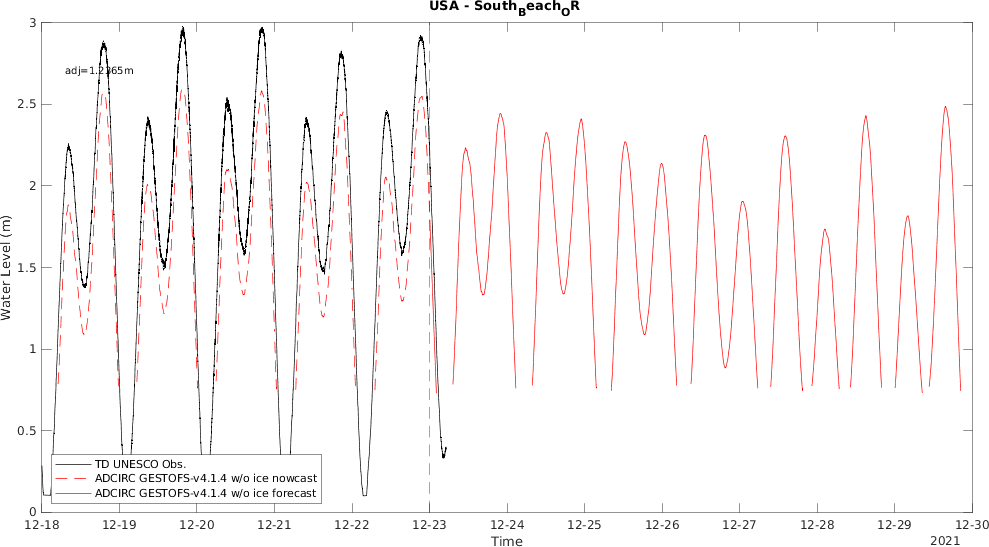 USA - South_Beach_OR
adj=1.2365m
Water Level (m)
3
2.5
2
1.5
1
0.5
0
TD UNESCO Obs.
ADCIRC GESTOFS-v4.1.4 w/o ice nowcast
ADCIRC GESTOFS-v4.1.4 w/o ice forecast
12-18 12-19 12-20 12-21 12-22 12-23 12-24 12-25 12-26 12-27 12-28 12-29 12-30
Time
2021